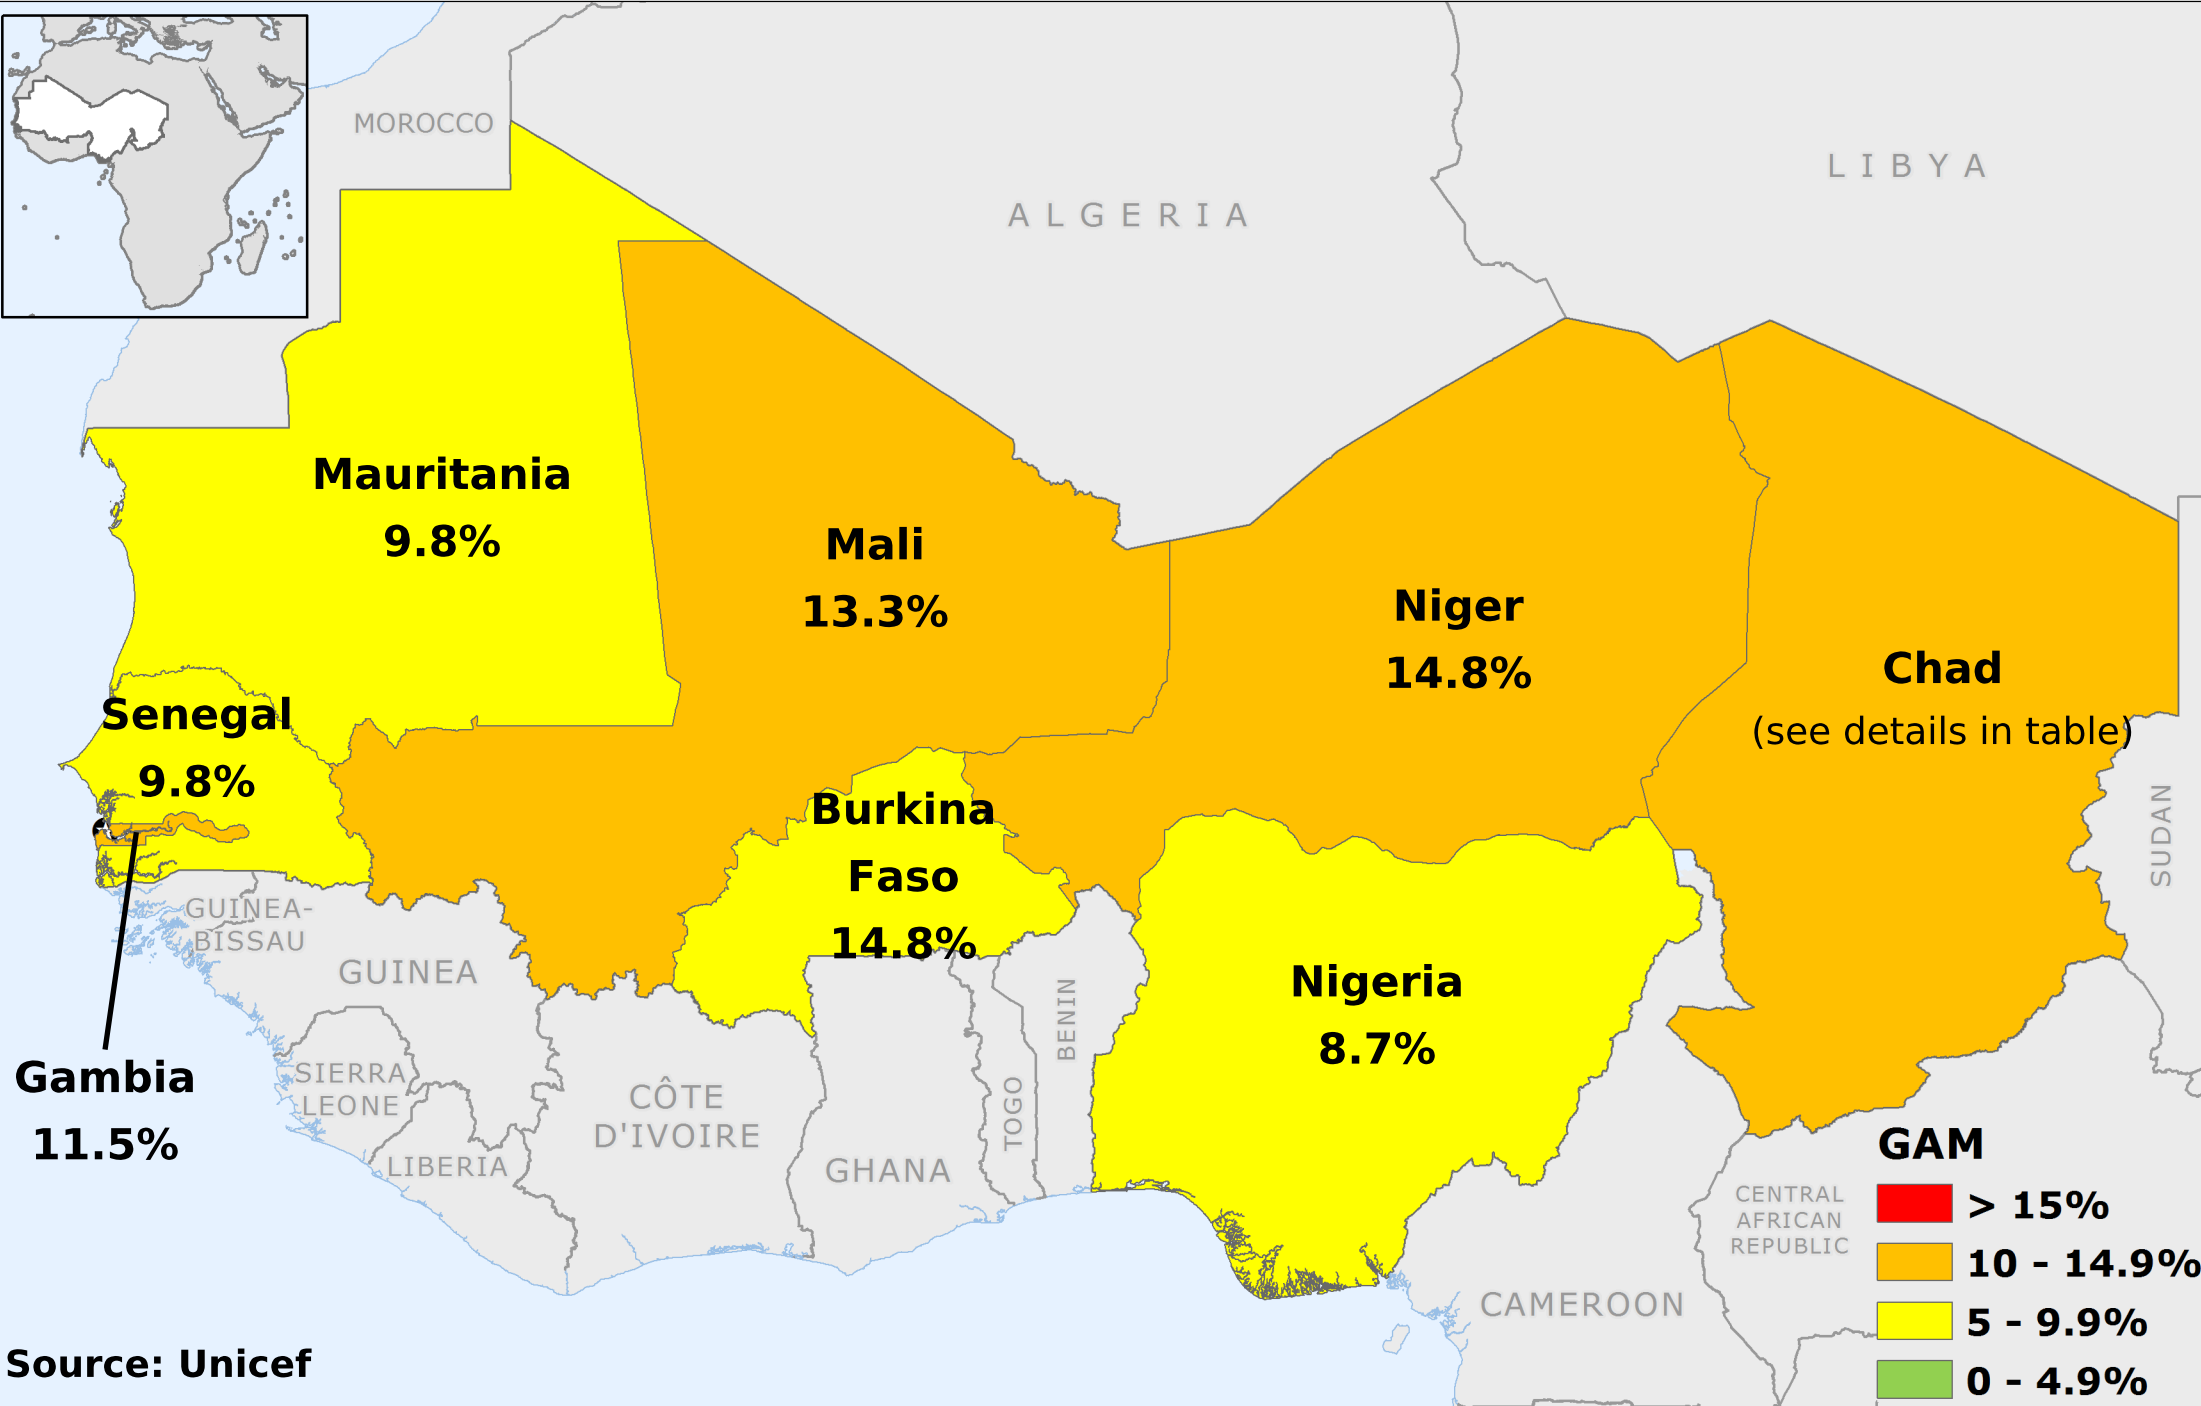 MOROCCO
ALGERIA
LIBYA
Mauritania
9.8%
Mali
13.3%
Niger
14.8%
Chad
(see details in table)
Senegal
9.8%
Burkina
Faso
14.8%
SUDAN
GUINEA-
BISSAU
GUINEA
Nigeria
8.7%
BENIN
TOGO
Gambia
11.5%
SIERRA
LEONE
CÔTE
D'IVOIRE
LIBERIA
GHANA
CENTRAL
AFRICAN
REPUBLIC
CAMEROON
GAM
> 15%
10 - 14.9%
5 - 9.9%
0 - 4.9%
Source: Unicef